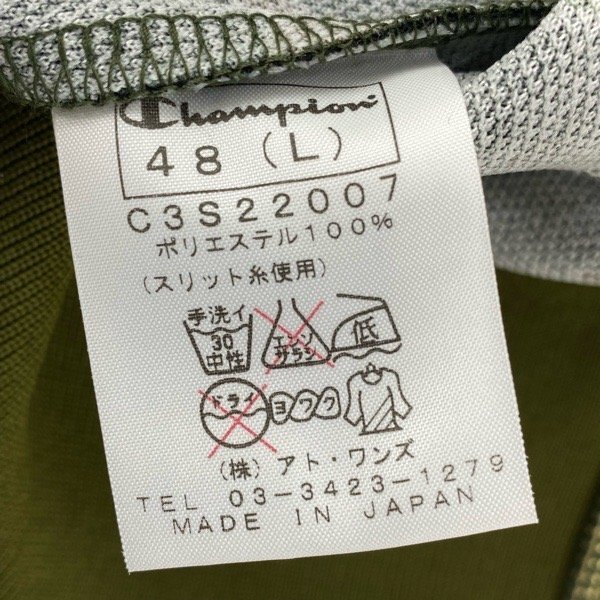 Champion
48 (L)
C3S22007
ポリエステル100%
(スリット糸使用)
手洗イ
30
中性
エンソ
サラシ
低
ドライ
ヨワク
(株) アト・ワンズ
TEL 03-3423-1279
MADE IN JAPAN